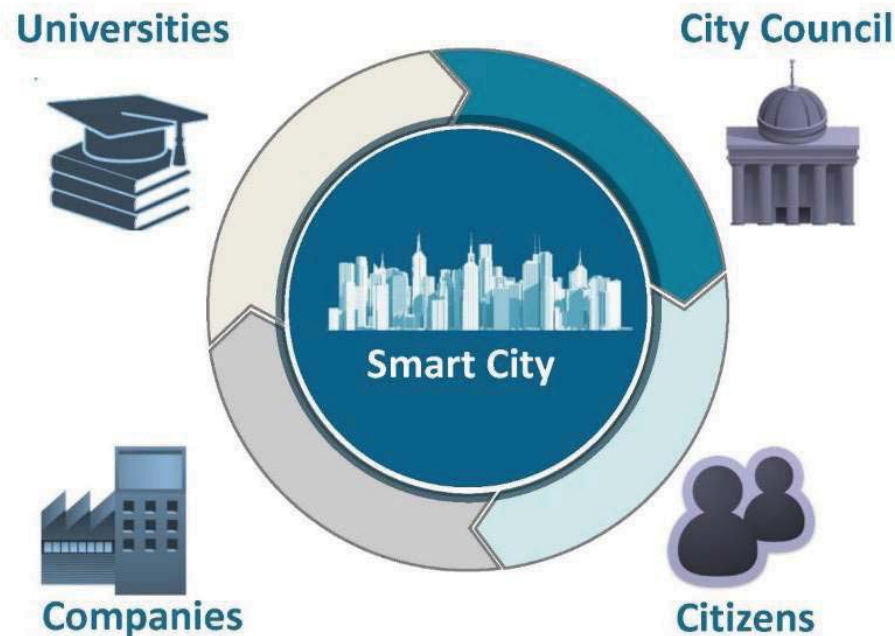 Universities
City Council
Smart City
Companies
Citizens